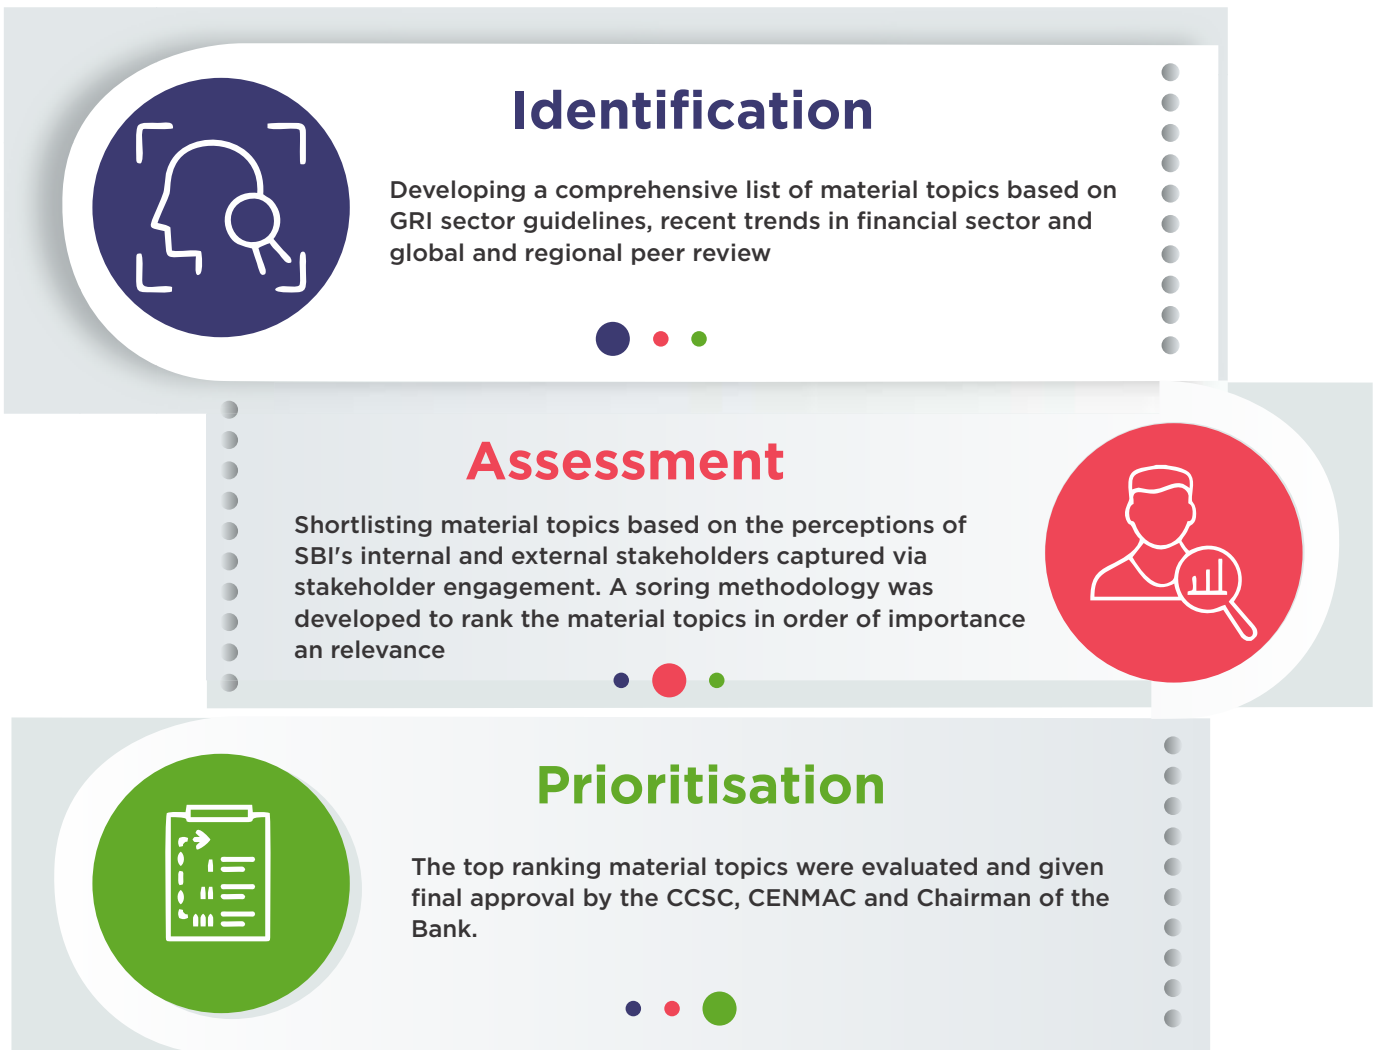 Identification
Developing a comprehensive list of material topics based on
GRI sector guidelines, recent trends in financial sector and
global and regional peer review
Assessment
Shortlisting material topics based on the perceptions of
SBI's internal and external stakeholders captured via
stakeholder engagement. A soring methodology was
developed to rank the material topics in order of importance
an relevance
Prioritisation
The top ranking material topics were evaluated and given
final approval by the CCSC, CENMAC and Chairman of the
Bank.